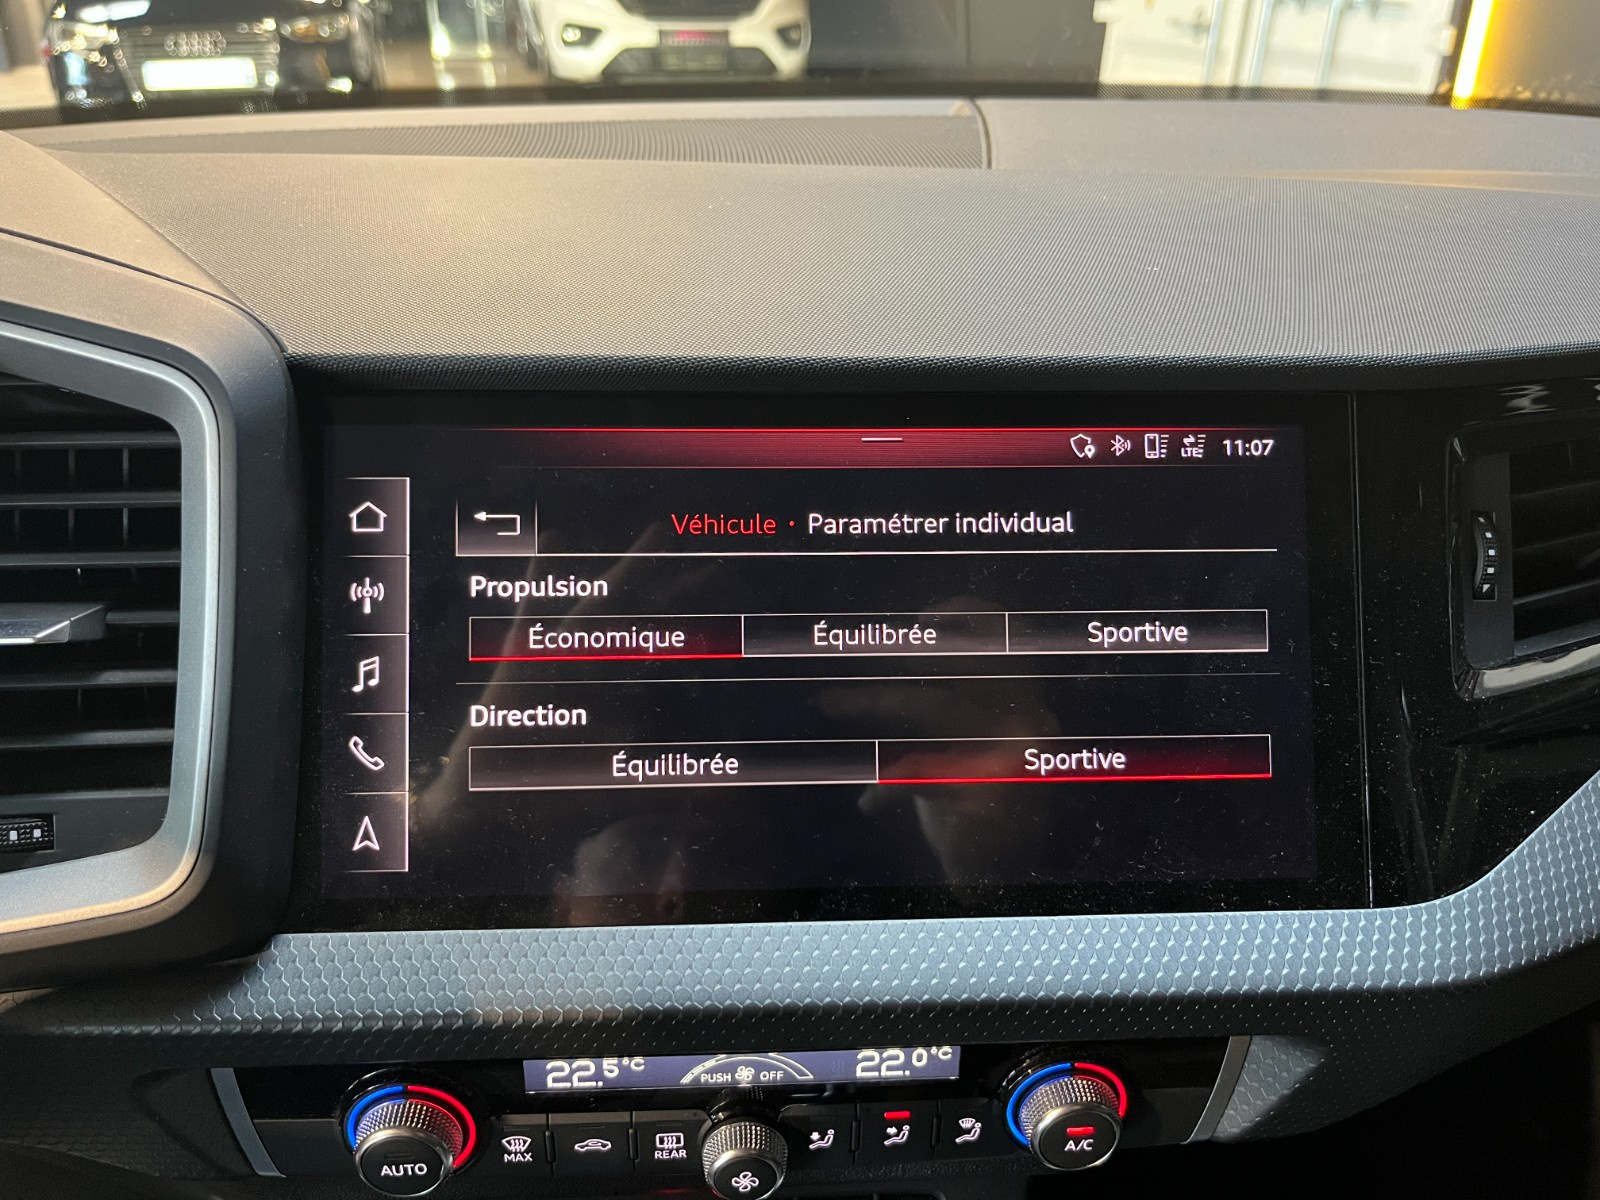 LTE 11:07
Véhicule • Paramétrer individual
Propulsion
Économique Équilibrée Sportive
Direction
Équilibrée Sportive
22.5°C PUSH OFF 22.0°C
MAX REAR
AUTO A/C